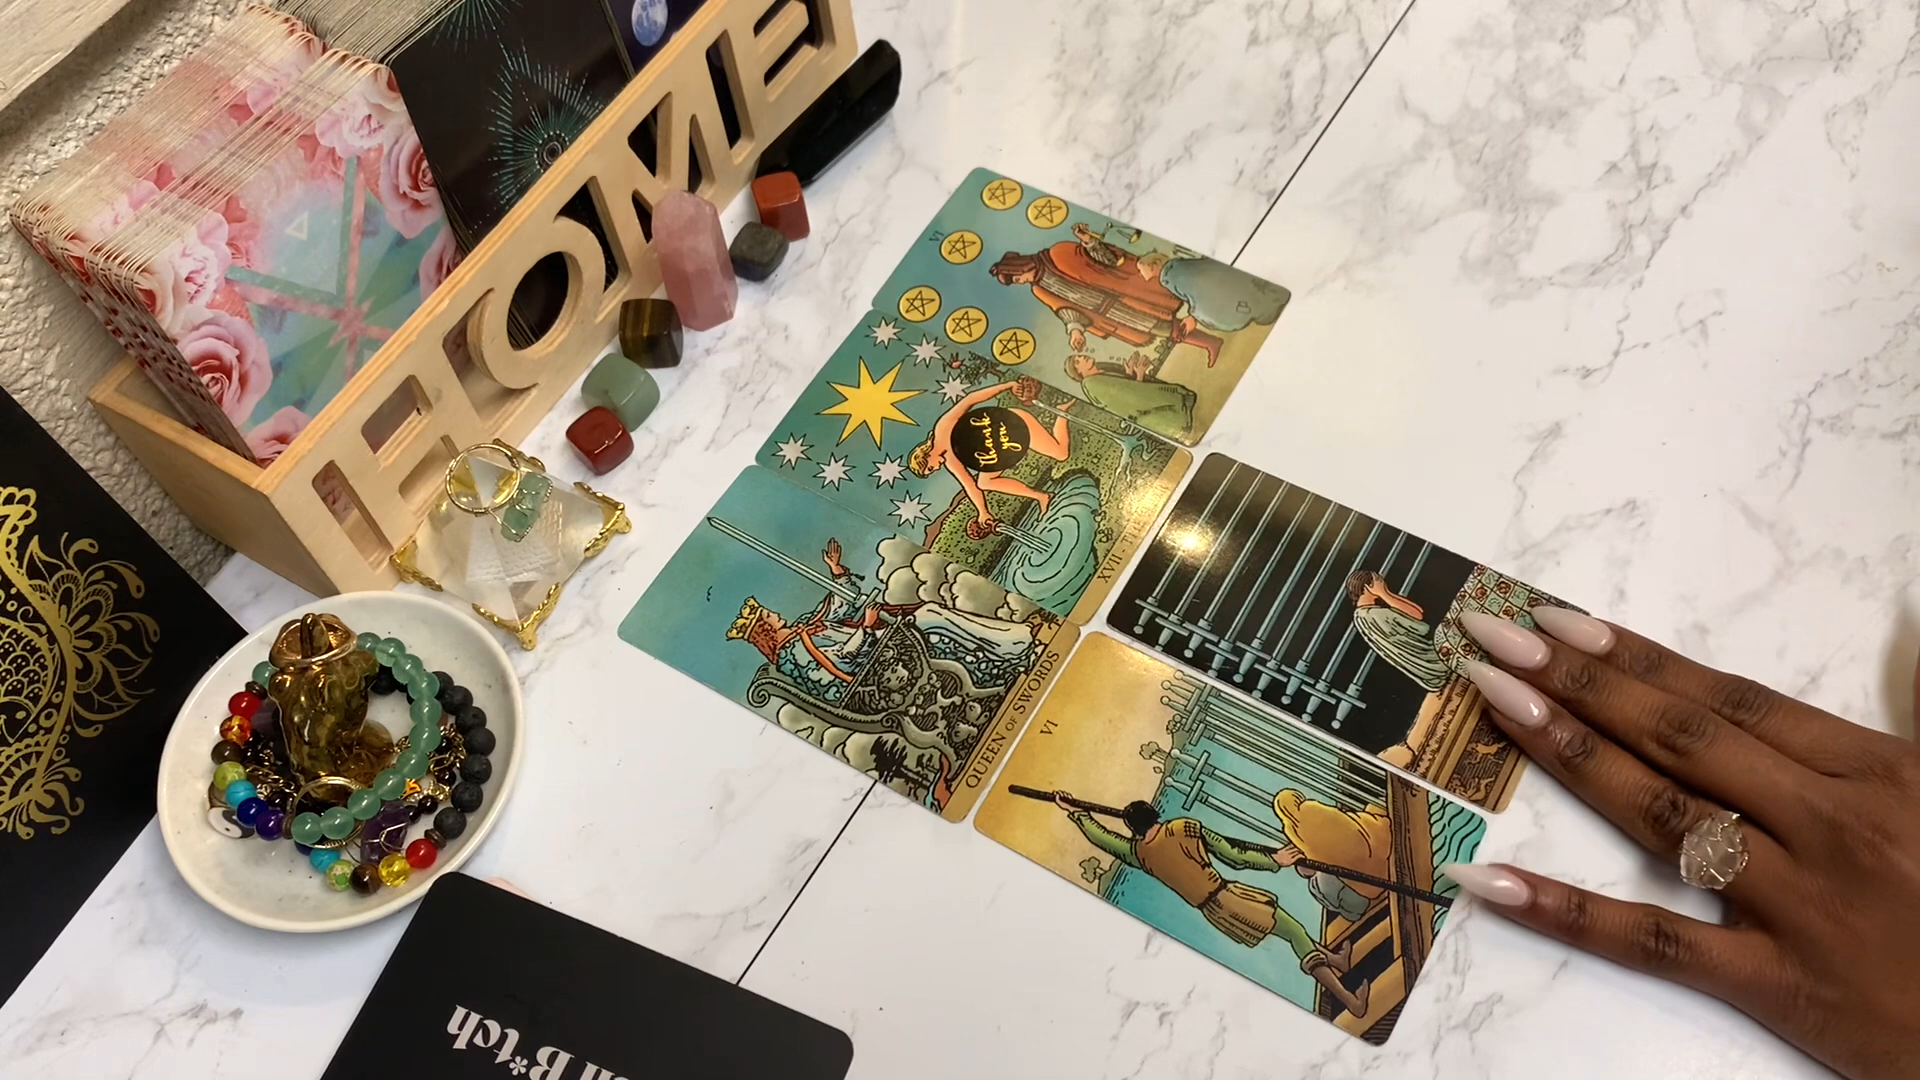 HOME
VI
thank
you
XVII
QUEEN OF SWORDS
VI
B*tch